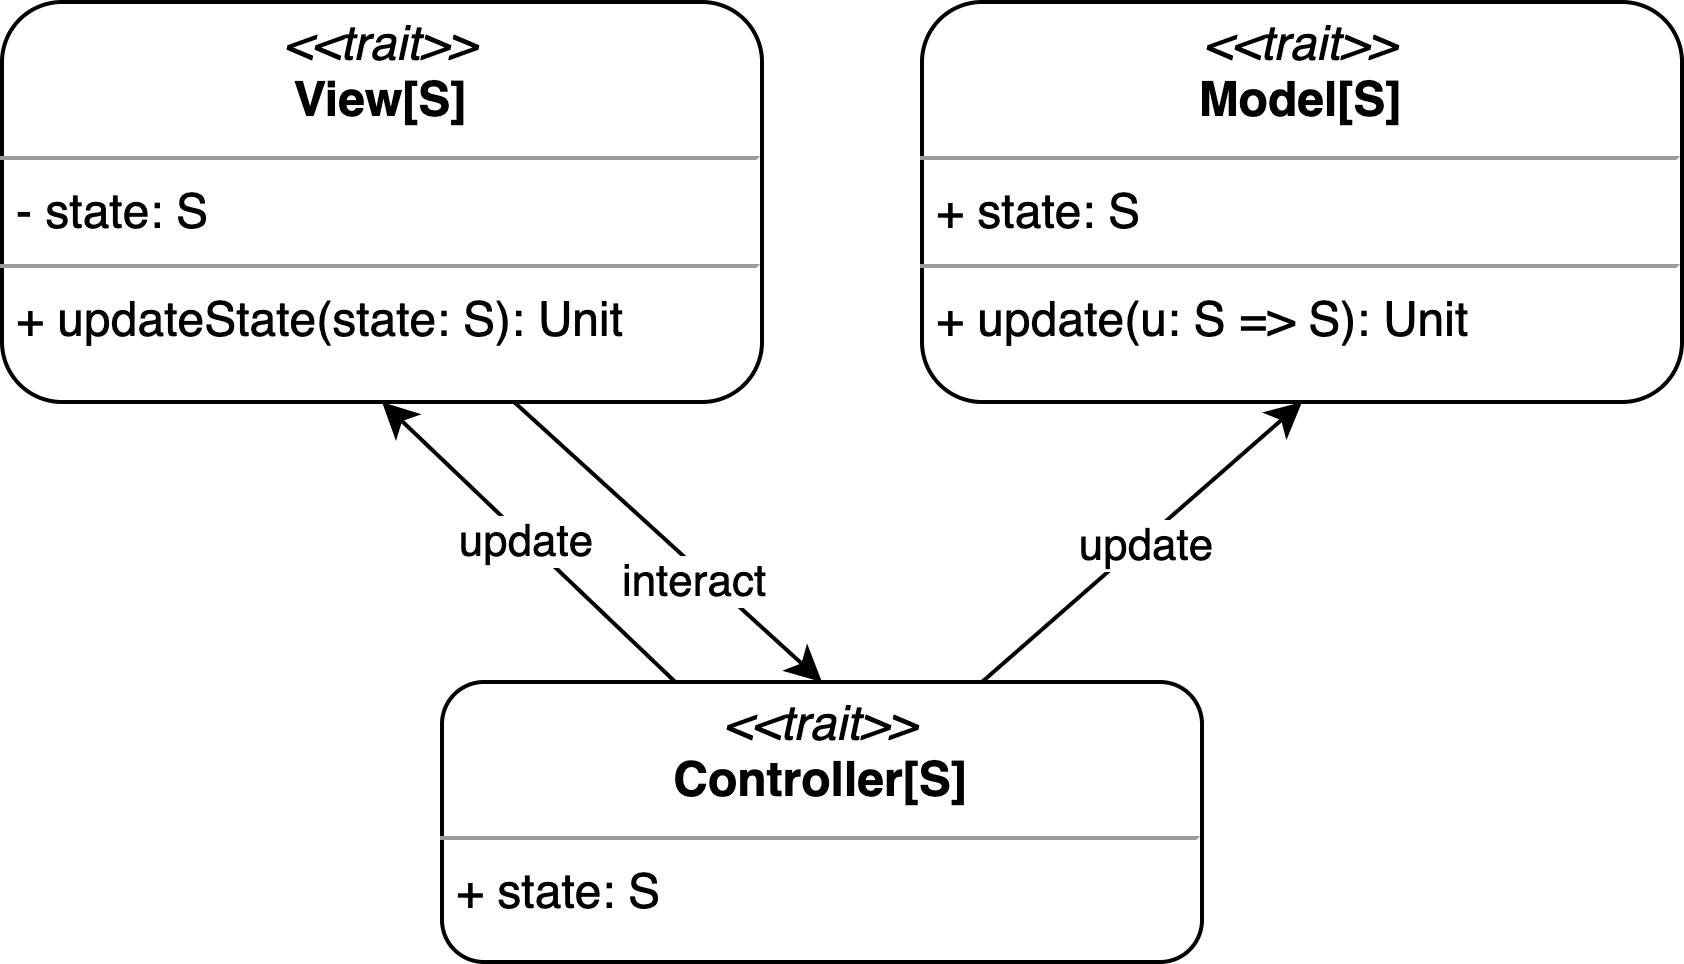 <<trait>>
View[S]
- state: S
+ updateState(state: S): Unit
<<trait>>
Model[S]
+ state: S
+ update(u: S => S): Unit
update
interact
update
<<trait>>
Controller[S]
+ state: S